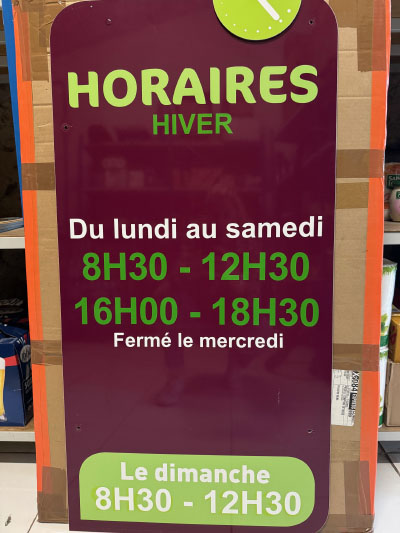 HORAIRES
HIVER
Du lundi au samedi
8H30 - 12H30
16H00 - 18H30
Fermé le mercredi
Le dimanche
8H30 - 12H30